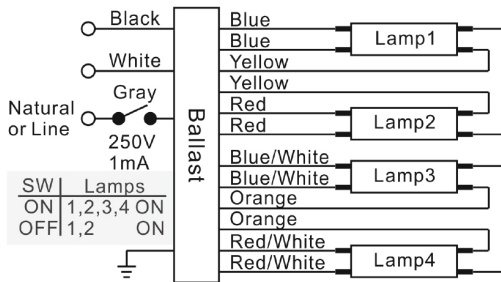 Black
White
Gray
Natural
or Line
250V
1mA
SW Lamps
ON 1,2,3,4 ON
OFF 1,2 ON
Ballast
Blue
Blue
Yellow
Yellow
Red
Red
Blue/White
Blue/White
Orange
Orange
Red/White
Red/White
Lamp1
Lamp2
Lamp3
Lamp4